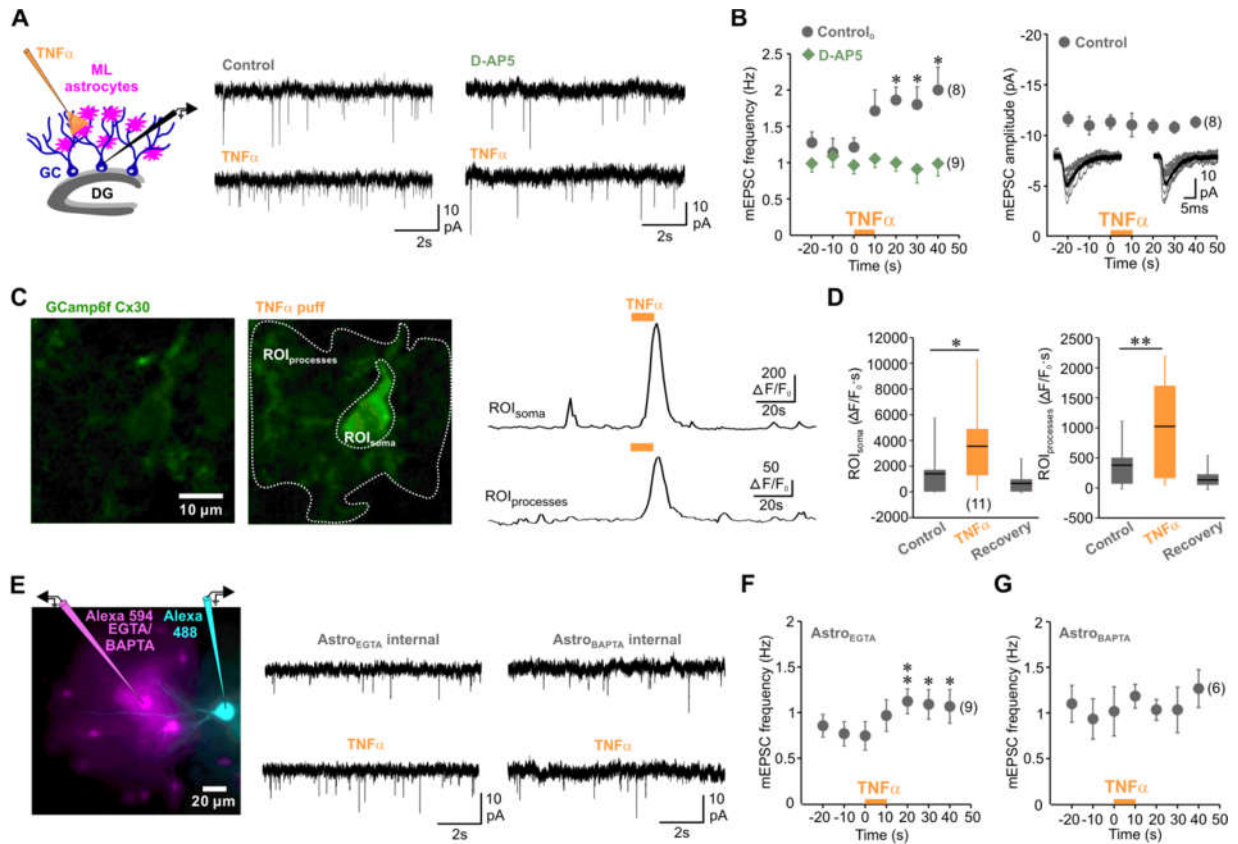 A
TNFα
ML
astrocytes
GC
DG
Control
D-AP5
TNFα
TNFα
10
pA
2s
10
pA
2s
B
Control₀
D-AP5
mEPSC frequency (Hz)
2.5
2
1.5
1
0.5
0
* * *
(8)
(9)
TNFα
-20 -10 0 10 20 30 40 50
Time (s)
Control
mEPSC amplitude (pA)
-20
-15
-10
-5
0
(8)
10
pA
5ms
TNFα
-20 -10 0 10 20 30 40 50
Time (s)
C
GCamp6f Cx30
10 µm
TNFα puff
ROIprocesses
ROIsoma
TNFα
200
ΔF/F₀
20s
ROIsoma
50
ΔF/F₀
20s
ROIprocesses
D
ROIsoma (ΔF/F₀·s)
12000
10000
8000
6000
4000
2000
0
-2000
*
(11)
Control TNFα Recovery
ROIprocesses (ΔF/F₀·s)
2500
2000
1500
1000
500
0
-500
**
Control TNFα Recovery
E
Alexa 594
EGTA/
BAPTA
Alexa
488
20 µm
AstroEGTA internal
AstroBAPTA internal
TNFα
TNFα
10
pA
2s
10
pA
2s
F
AstroEGTA
mEPSC frequency (Hz)
2
1.5
1
0.5
0
*
* * *
(9)
TNFα
-20 -10 0 10 20 30 40 50
Time (s)
G
AstroBAPTA
mEPSC frequency (Hz)
2
1.5
1
0.5
0
(6)
TNFα
-20 -10 0 10 20 30 40 50
Time (s)